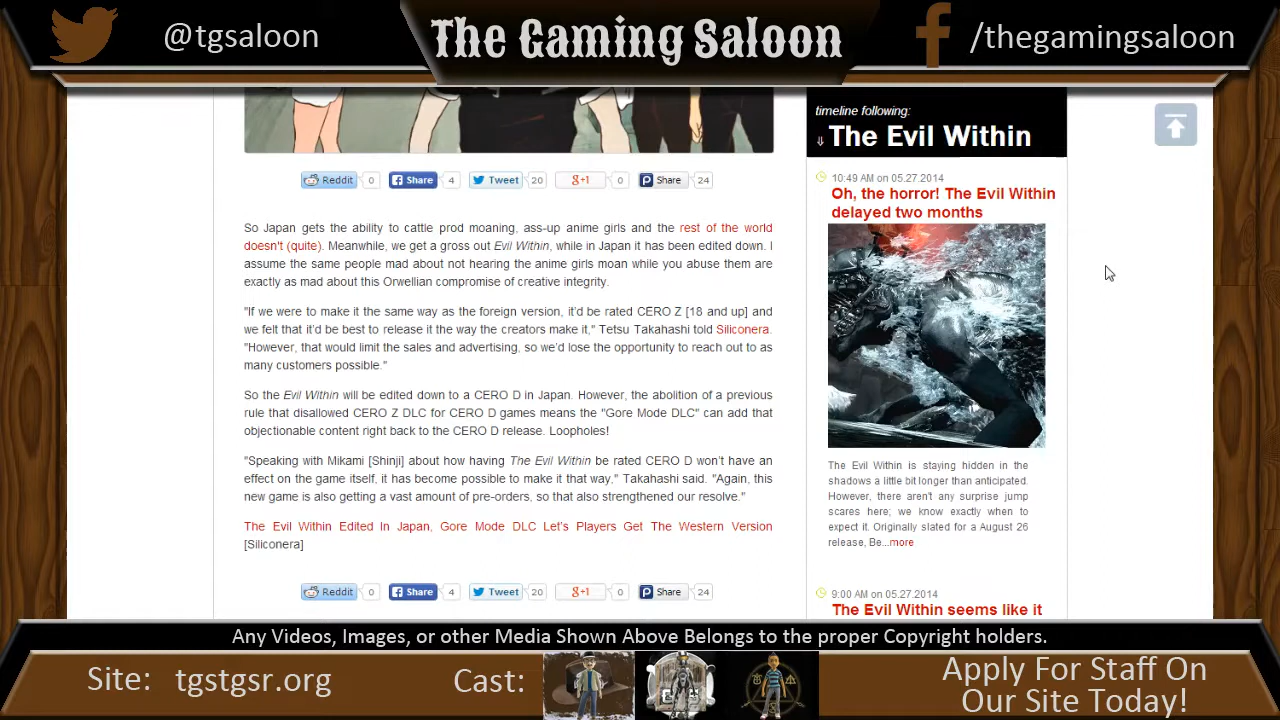 @tgsaloon
The Gaming Saloon
/thegamingsaloon
Reddit 0 Share 4 Tweet 20 g+1 0 Share 24
So Japan gets the ability to cattle prod moaning, ass-up anime girls and the rest of the world
doesn't (quite). Meanwhile, we get a gross out Evil Within, while in Japan it has been edited down. I
assume the same people mad about not hearing the anime girls moan while you abuse them are
exactly as mad about this Orwellian compromise of creative integrity.
"If we were to make it the same way as the foreign version, it'd be rated CERO Z [18 and up] and
we felt that it'd be best to release it the way the creators make it," Tetsu Takahashi told Siliconera.
"However, that would limit the sales and advertising, so we'd lose the opportunity to reach out to as
many customers possible."
So the Evil Within will be edited down to a CERO D in Japan. However, the abolition of a previous
rule that disallowed CERO Z DLC for CERO D games means the "Gore Mode DLC" can add that
objectionable content right back to the CERO D release. Loopholes!
"Speaking with Mikami [Shinji] about how having The Evil Within be rated CERO D won't have an
effect on the game itself, it has become possible to make it that way," Takahashi said. "Again, this
new game is also getting a vast amount of pre-orders, so that also strengthened our resolve."
The Evil Within Edited In Japan, Gore Mode DLC Let's Players Get The Western Version
[Siliconera]
Reddit 0 Share 4 Tweet 20 g+1 0 Share 24
timeline following:
⇓ The Evil Within
10:49 AM on 05.27.2014
Oh, the horror! The Evil Within
delayed two months
The Evil Within is staying hidden in the
shadows a little bit longer than anticipated.
However, there aren't any surprise jump
scares here; we know exactly when to
expect it. Originally slated for a August 26
release, Be...more
9:00 AM on 05.27.2014
The Evil Within seems like it
Any Videos, Images, or other Media Shown Above Belongs to the proper Copyright holders.
Site: tgstgsr.org
Cast:
Apply For Staff On
Our Site Today!